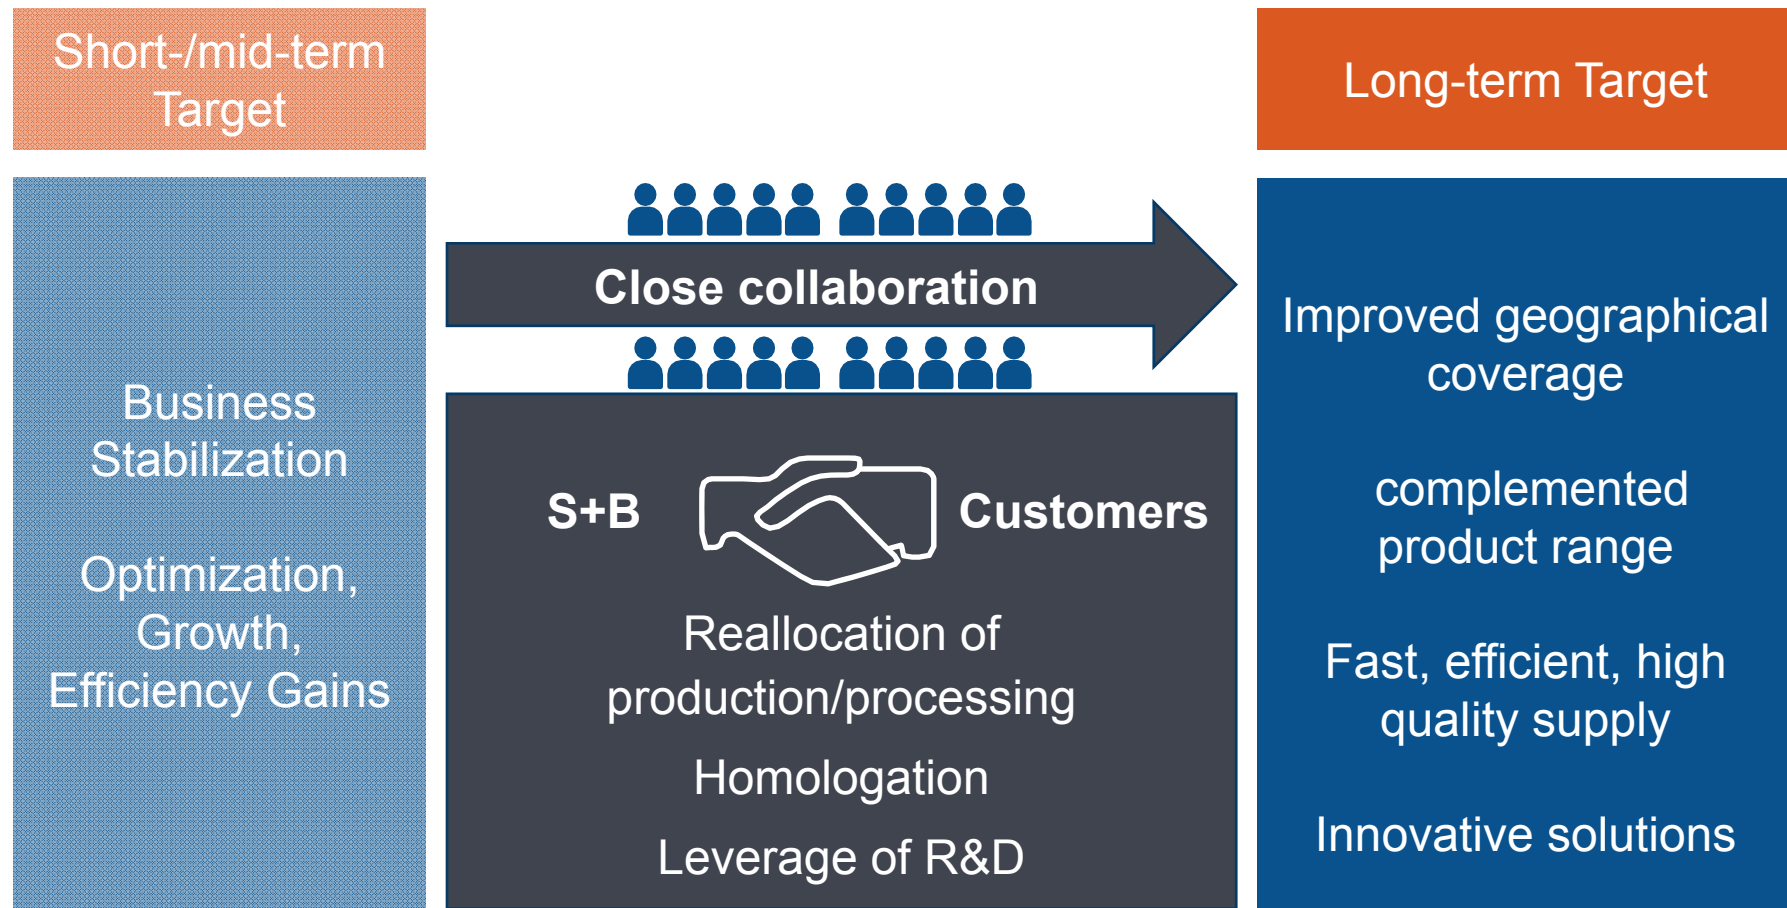 Short-/mid-term
Target
Long-term Target
Business
Stabilization
Optimization,
Growth,
Efficiency Gains
Close collaboration
S+B
Customers
Reallocation of
production/processing
Homologation
Leverage of R&D
Improved geographical
coverage
complemented
product range
Fast, efficient, high
quality supply
Innovative solutions